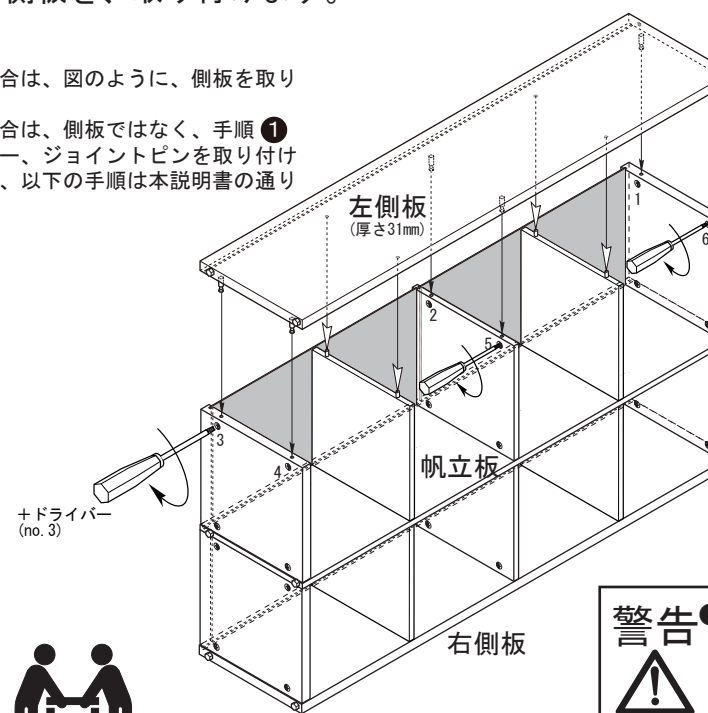 側板を、取り付けます。
合は、図のように、側板を取り
合は、側板ではなく、手順 ❶
ー、ジョイントピンを取り付け
、以下の手順は本説明書の通り
左側板
(厚さ31mm)
1
6
2
5
3
4
帆立板
+ドライバー
(no. 3)
右側板
警告